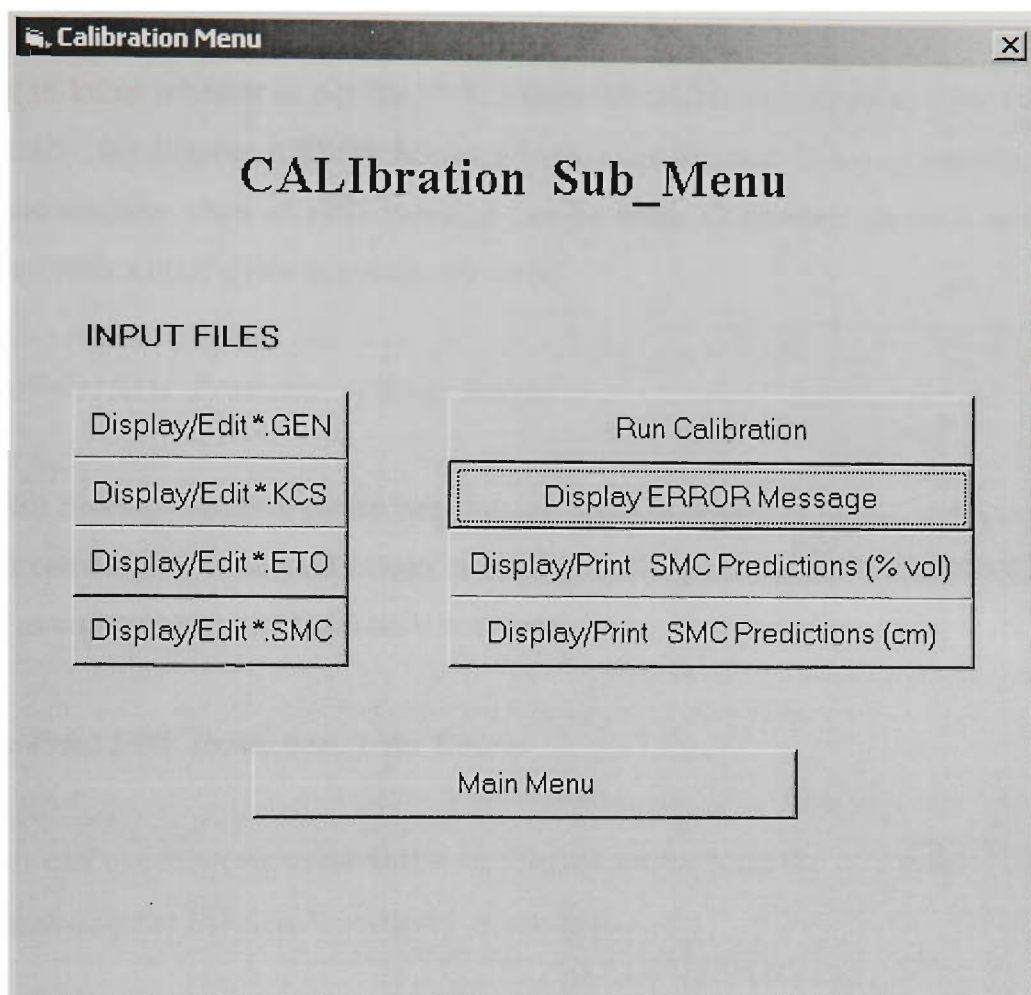 Calibration Menu
CALIbration Sub_Menu
INPUT FILES
Display/Edit *.GEN
Display/Edit *.KCS
Display/Edit *.ETO
Display/Edit *.SMC
Run Calibration
Display ERROR Message
Display/Print SMC Predictions (% vol)
Display/Print SMC Predictions (cm)
Main Menu